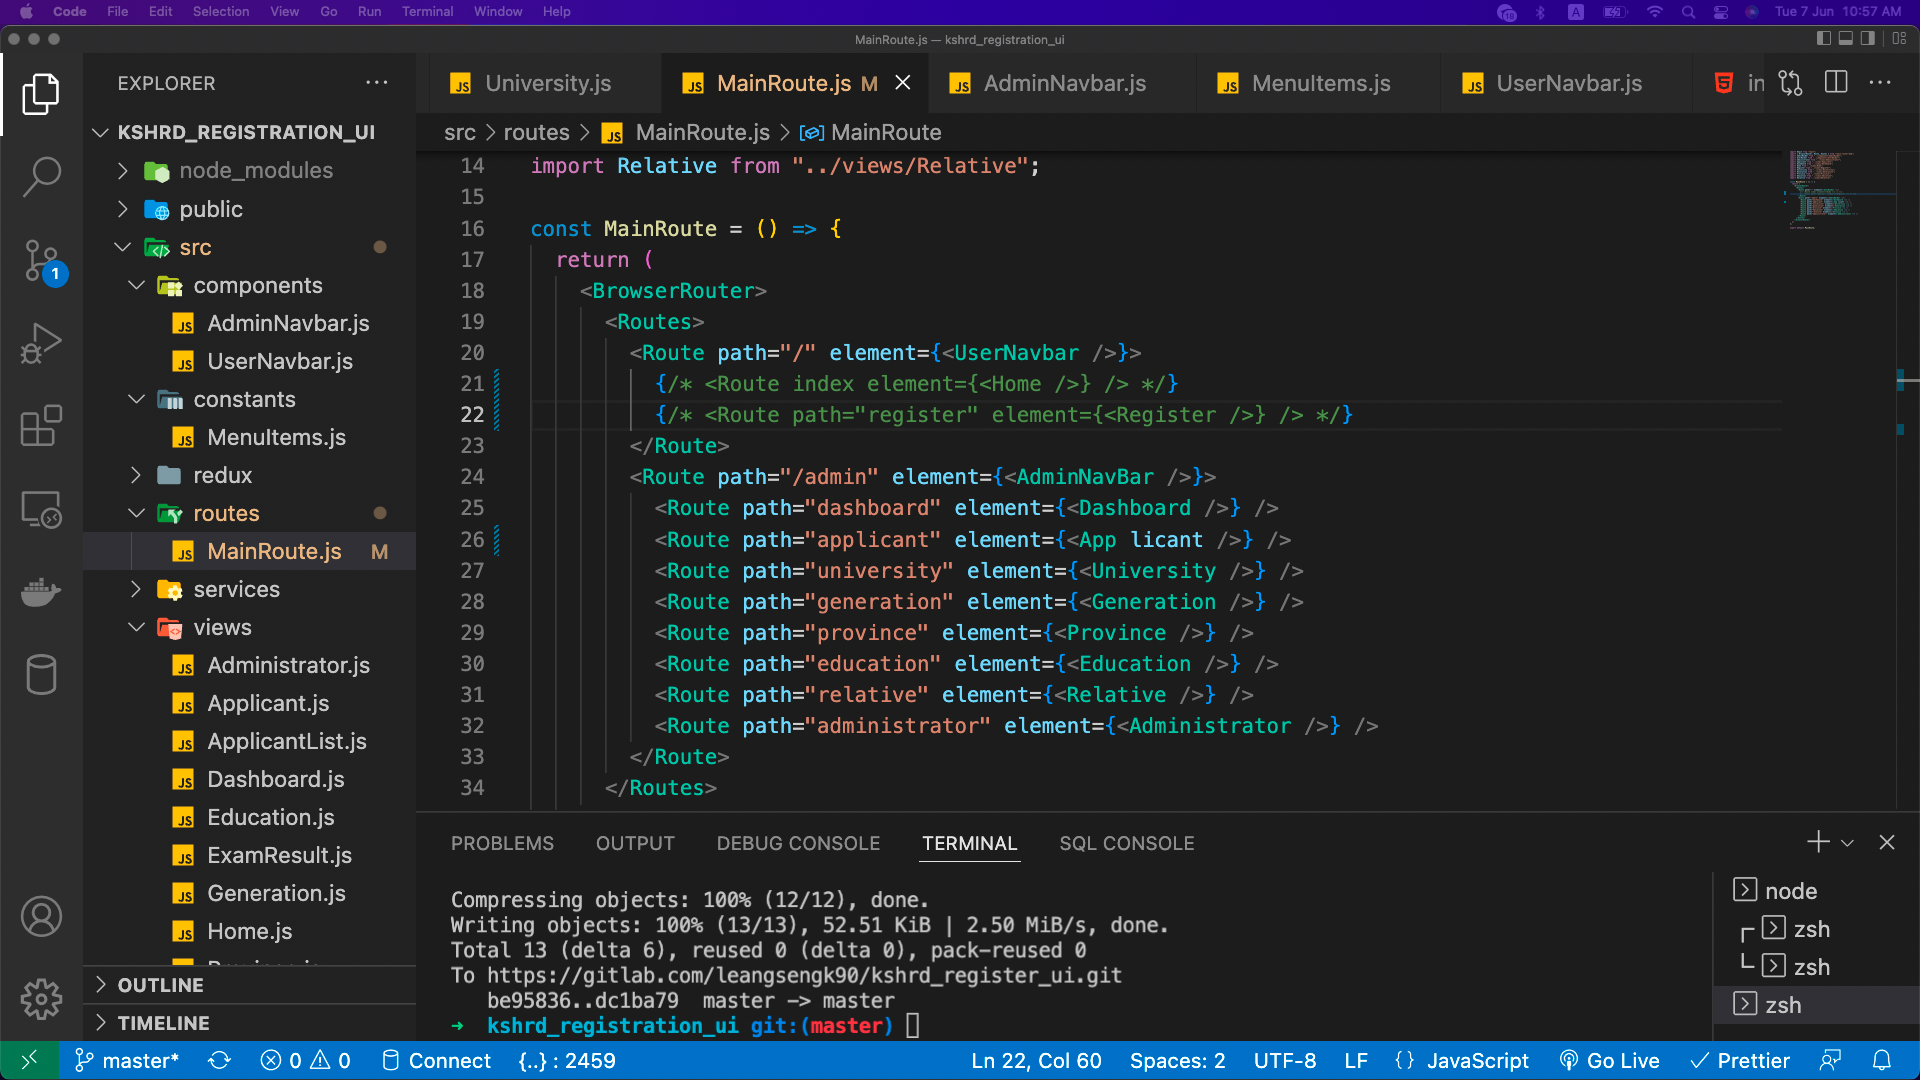 Code File Edit Selection View Go Run Terminal Window Help
A
Tue 7 Jun 10:57 AM
MainRoute.js — kshrd_registration_ui
EXPLORER
University.js
MainRoute.js M
AdminNavbar.js
MenuItems.js
UserNavbar.js
in
src > routes > MainRoute.js > MainRoute
KSHRD_REGISTRATION_UI
node_modules
public
src
components
AdminNavbar.js
UserNavbar.js
constants
MenuItems.js
redux
routes
MainRoute.js M
services
views
Administrator.js
Applicant.js
ApplicantList.js
Dashboard.js
Education.js
ExamResult.js
Generation.js
Home.js
OUTLINE
TIMELINE
1
14 import Relative from "../views/Relative";
15
16 const MainRoute = () => {
17 return (
18 <BrowserRouter>
19 <Routes>
20 <Route path="/" element={<UserNavbar />}>
21 {/* <Route index element={<Home />} /> */}
22 {/* <Route path="register" element={<Register />} /> */}
23 </Route>
24 <Route path="/admin" element={<AdminNavBar />}>
25 <Route path="dashboard" element={<Dashboard />} />
26 <Route path="applicant" element={<App licant />} />
27 <Route path="university" element={<University />} />
28 <Route path="generation" element={<Generation />} />
29 <Route path="province" element={<Province />} />
30 <Route path="education" element={<Education />} />
31 <Route path="relative" element={<Relative />} />
32 <Route path="administrator" element={<Administrator />} />
33 </Route>
34 </Routes>
PROBLEMS OUTPUT DEBUG CONSOLE TERMINAL SQL CONSOLE
Compressing objects: 100% (12/12), done.
Writing objects: 100% (13/13), 52.51 KiB | 2.50 MiB/s, done.
Total 13 (delta 6), reused 0 (delta 0), pack-reused 0
To https://gitlab.com/leangsengk90/kshrd_register_ui.git
be95836..dc1ba79 master -> master
➜ kshrd_registration_ui git:(master)
node
zsh
zsh
zsh
master* 0 0 Connect {..} : 2459
Ln 22, Col 60 Spaces: 2 UTF-8 LF {} JavaScript Go Live Prettier